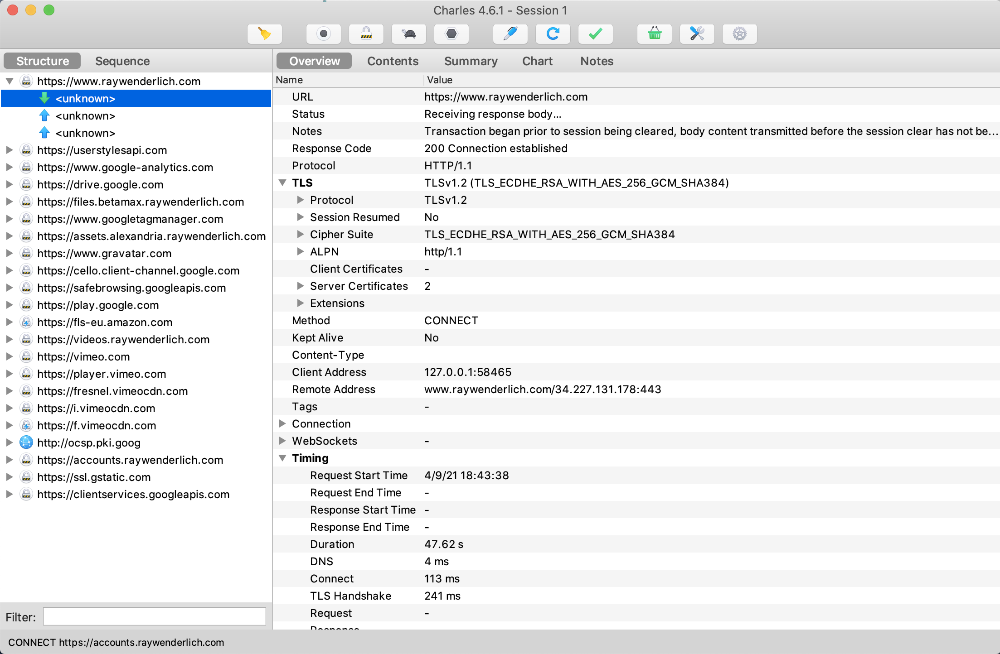 Charles 4.6.1 - Session 1
Structure
Sequence
https://www.raywenderlich.com
<unknown>
<unknown>
<unknown>
https://userstylesapi.com
https://www.google-analytics.com
https://drive.google.com
https://files.betamax.raywenderlich.com
https://www.googletagmanager.com
https://assets.alexandria.raywenderlich.com
https://www.gravatar.com
https://cello.client-channel.google.com
https://safebrowsing.googleapis.com
https://play.google.com
https://fls-eu.amazon.com
https://videos.raywenderlich.com
https://vimeo.com
https://player.vimeo.com
https://fresnel.vimeocdn.com
https://i.vimeocdn.com
https://f.vimeocdn.com
http://ocsp.pki.goog
https://accounts.raywenderlich.com
https://ssl.gstatic.com
https://clientservices.googleapis.com
Filter:
Overview Contents Summary Chart Notes
Name Value
URL https://www.raywenderlich.com
Status Receiving response body…
Notes Transaction began prior to session being cleared, body content transmitted before the session clear has not be…
Response Code 200 Connection established
Protocol HTTP/1.1
TLS TLSv1.2 (TLS_ECDHE_RSA_WITH_AES_256_GCM_SHA384)
Protocol TLSv1.2
Session Resumed No
Cipher Suite TLS_ECDHE_RSA_WITH_AES_256_GCM_SHA384
ALPN http/1.1
Client Certificates -
Server Certificates 2
Extensions
Method CONNECT
Kept Alive No
Content-Type
Client Address 127.0.0.1:58465
Remote Address www.raywenderlich.com/34.227.131.178:443
Tags -
Connection
WebSockets -
Timing
Request Start Time 4/9/21 18:43:38
Request End Time -
Response Start Time -
Response End Time -
Duration 47.62 s
DNS 4 ms
Connect 113 ms
TLS Handshake 241 ms
Request -
Response
CONNECT https://accounts.raywenderlich.com